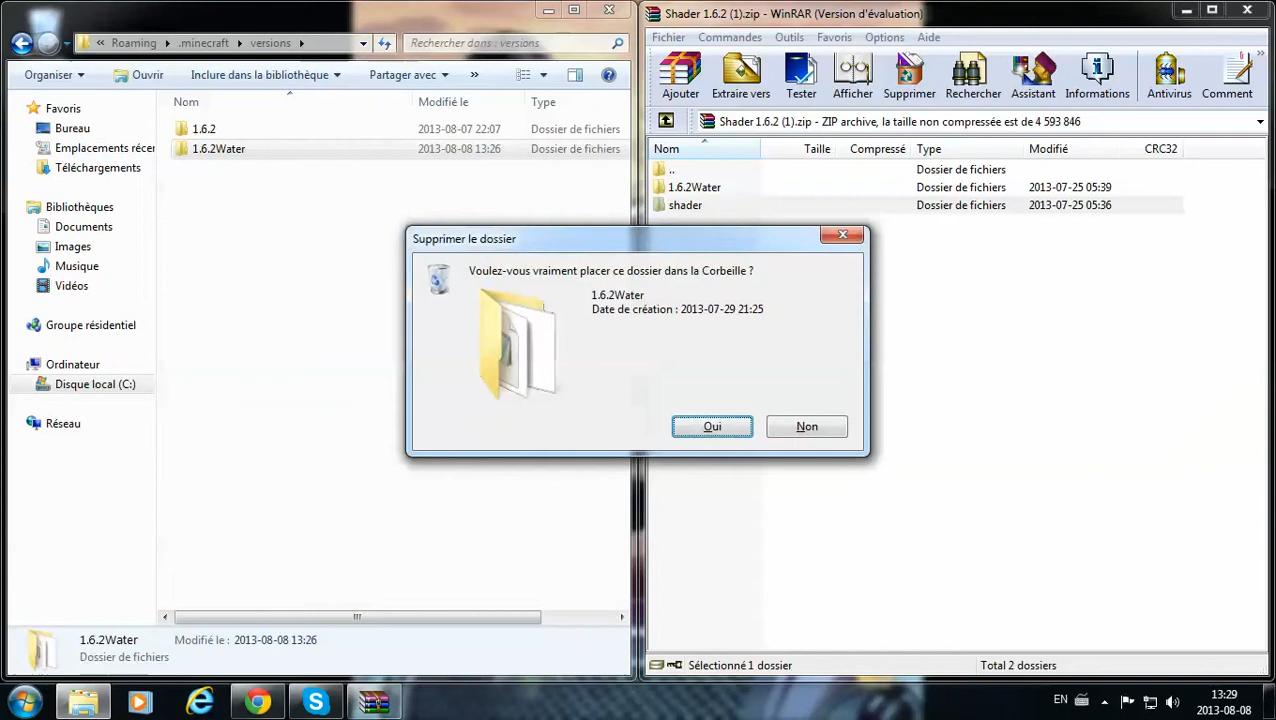 Roaming
.minecraft
versions
Rechercher dans : versions
Organiser
Ouvrir
Inclure dans la bibliothèque
Partager avec
»
Nom
Modifié le
Type
Favoris
Bureau
Emplacements récer
Téléchargements
Bibliothèques
Documents
Images
Musique
Vidéos
Groupe résidentiel
Ordinateur
Disque local (C:)
Réseau
1.6.2
2013-08-07 22:07
Dossier de fichiers
1.6.2Water
2013-08-08 13:26
Dossier de fichiers
1.6.2Water
Modifié le : 2013-08-08 13:26
Dossier de fichiers
Shader 1.6.2 (1).zip - WinRAR (Version d'évaluation)
Fichier
Commandes
Outils
Favoris
Options
Aide
Ajouter
Extraire vers
Tester
Afficher
Supprimer
Rechercher
Assistant
Informations
Antivirus
Comment
Shader 1.6.2 (1).zip - ZIP archive, la taille non compressée est de 4 593 846
Nom
Taille
Compressé
Type
Modifié
CRC32
..
Dossier de fichiers
1.6.2Water
Dossier de fichiers
2013-07-25 05:39
shader
Dossier de fichiers
2013-07-25 05:36
Sélectionné 1 dossier
Total 2 dossiers
Supprimer le dossier
Voulez-vous vraiment placer ce dossier dans la Corbeille ?
1.6.2Water
Date de création : 2013-07-29 21:25
Oui
Non
EN
13:29
2013-08-08